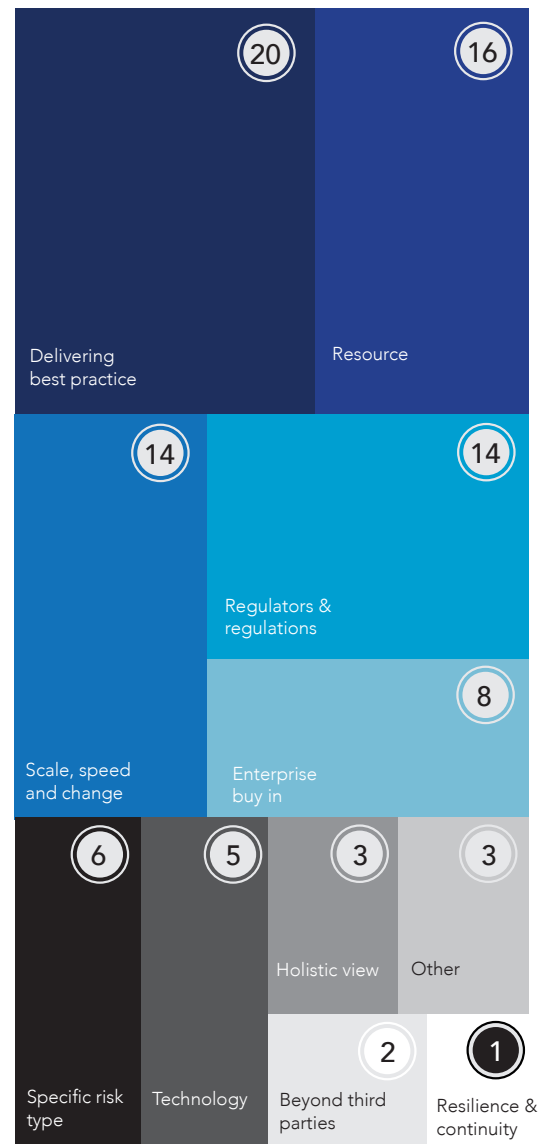 20
Delivering
best practice
16
Resource
14
Scale, speed
and change
14
Regulators &
regulations
8
Enterprise
buy in
6
Specific risk
type
5
Technology
3
Holistic view
3
Other
2
Beyond third
parties
1
Resilience &
continuity